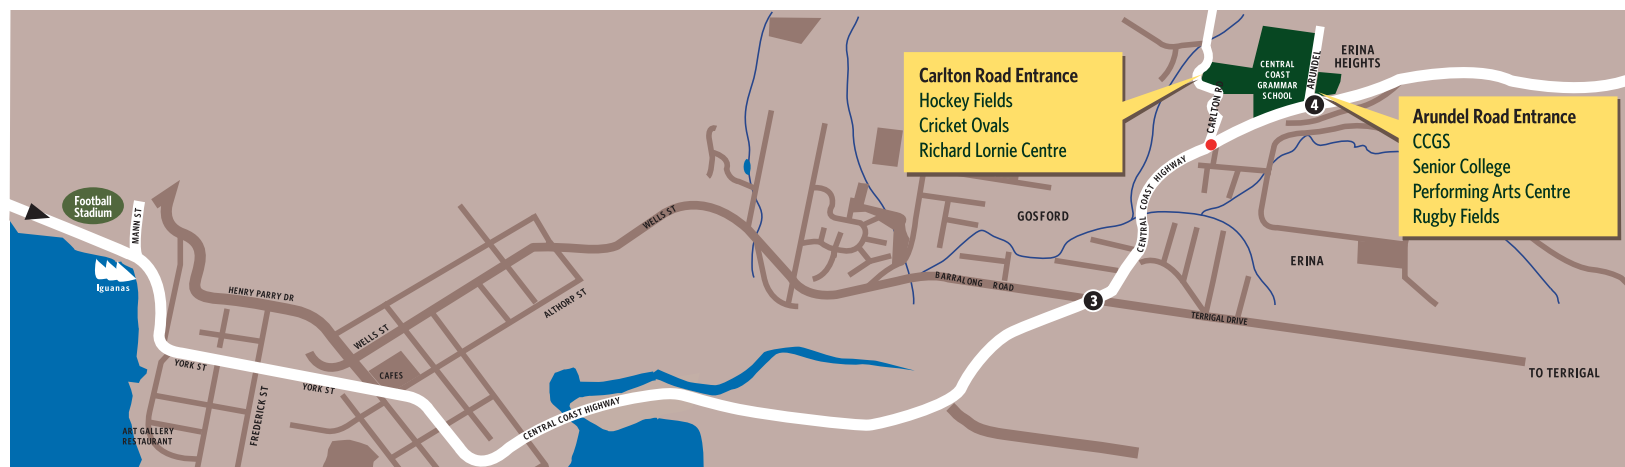 Carlton Road Entrance
Hockey Fields
Cricket Ovals
Richard Lornie Centre
CENTRAL
COAST
GRAMMAR
SCHOOL
ARUNDEL
ERINA
HEIGHTS
CARLTON RD
4
Arundel Road Entrance
CCGS
Senior College
Performing Arts Centre
Rugby Fields
Football
Stadium
MANN ST
Iguanas
HENRY PARRY DR
WELLS ST
WELLS ST
ALTHORP ST
GOSFORD
CENTRAL COAST HIGHWAY
CENTRAL COAST HIGHWAY
ERINA
BARRALONG ROAD
3
TERRIGAL DRIVE
TO TERRIGAL
YORK ST
YORK ST
CAFES
FREDERICK ST
CENTRAL COAST HIGHWAY
ART GALLERY
RESTAURANT